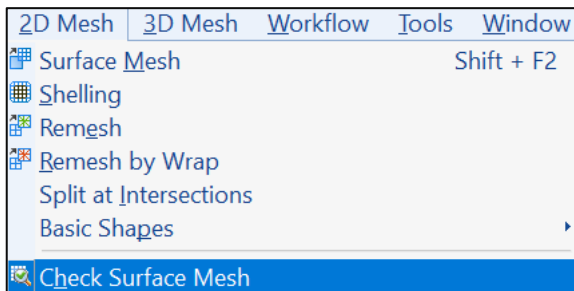 2D Mesh 3D Mesh Workflow Tools Window
Surface Mesh Shift + F2
Shelling
Remesh
Remesh by Wrap
Split at Intersections
Basic Shapes
Check Surface Mesh